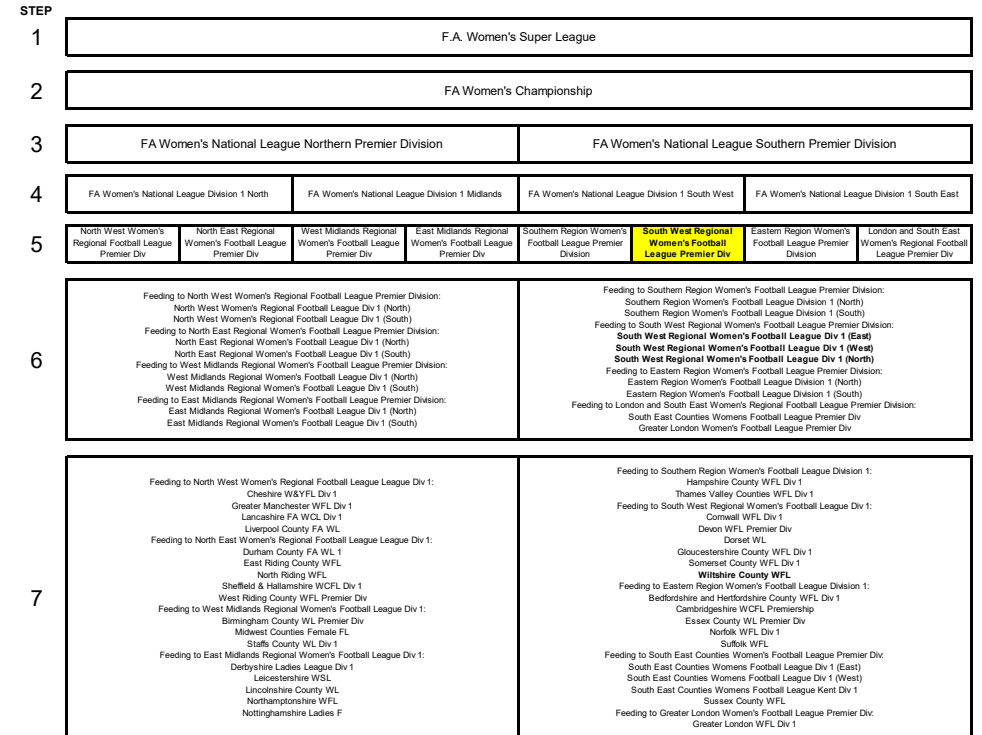 STEP
1
F.A. Women's Super League
2
FA Women's Championship
3
FA Women's National League Northern Premier Division
FA Women's National League Southern Premier Division
4
FA Women's National League Division 1 North
FA Women's National League Division 1 Midlands
FA Women's National League Division 1 South West
FA Women's National League Division 1 South East
5
North West Women's
Regional Football League
Premier Div
North East Regional
Women's Football League
Premier Div
West Midlands Regional
Women's Football League
Premier Div
East Midlands Regional
Women's Football League
Premier Div
Southern Region Women's
Football League Premier
Division
South West Regional
Women's Football
League Premier Div
Eastern Region Women's
Football League Premier
Division
London and South East
Women's Regional Football
League Premier Div
6
Feeding to North West Women's Regional Football League Premier Division:
North West Women's Regional Football League Div 1 (North)
North West Women's Regional Football League Div 1 (South)
Feeding to North East Regional Women's Football League Premier Division:
North East Regional Women's Football League Div 1 (North)
North East Regional Women's Football League Div 1 (South)
Feeding to West Midlands Regional Women's Football League Premier Division:
West Midlands Regional Women's Football League Div 1 (North)
West Midlands Regional Women's Football League Div 1 (South)
Feeding to East Midlands Regional Women's Football League Premier Division:
East Midlands Regional Women's Football League Div 1 (North)
East Midlands Regional Women's Football League Div 1 (South)
Feeding to Southern Region Women's Football League Premier Division:
Southern Region Women's Football League Division 1 (North)
Southern Region Women's Football League Division 1 (South)
Feeding to South West Regional Women's Football League Premier Division:
South West Regional Women's Football League Div 1 (East)
South West Regional Women's Football League Div 1 (West)
South West Regional Women's Football League Div 1 (North)
Feeding to Eastern Region Women's Football League Premier Division:
Eastern Region Women's Football League Division 1 (North)
Eastern Region Women's Football League Division 1 (South)
Feeding to London and South East Women's Regional Football League Premier Division:
South East Counties Womens Football League Premier Div
Greater London Women's Football League Premier Div
7
Feeding to North West Women's Regional Football League League Div 1:
Cheshire W&YFL Div 1
Greater Manchester WFL Div 1
Lancashire FA WCL Div 1
Liverpool County FA WL
Feeding to North East Women's Regional Football League League Div 1:
Durham County FA WL 1
East Riding County WFL
North Riding WFL
Sheffield & Hallamshire WCFL Div 1
West Riding County WFL Premier Div
Feeding to West Midlands Regional Women's Football League Div 1:
Birmingham County WL Premier Div
Midwest Counties Female FL
Staffs County WL Div 1
Feeding to East Midlands Regional Women's Football League Div 1:
Derbyshire Ladies League Div 1
Leicestershire WSL
Lincolnshire County WL
Northamptonshire WFL
Nottinghamshire Ladies F
Feeding to Southern Region Women's Football League Division 1:
Hampshire County WFL Div 1
Thames Valley Counties WFL Div 1
Feeding to South West Regional Women's Football League Div 1:
Cornwall WFL Div 1
Devon WFL Premier Div
Dorset WL
Gloucestershire County WFL Div 1
Somerset County WFL Div 1
Wiltshire County WFL
Feeding to Eastern Region Women's Football League Division 1:
Bedfordshire and Hertfordshire County WFL Div 1
Cambridgeshire WCFL Premiership
Essex County WL Premier Div
Norfolk WFL Div 1
Suffolk WFL
Feeding to South East Counties Women's Football League Premier Div:
South East Counties Womens Football League Div 1 (East)
South East Counties Womens Football League Div 1 (West)
South East Counties Womens Football League Kent Div 1
Sussex County WFL
Feeding to Greater London Women's Football League Premier Div:
Greater London WFL Div 1